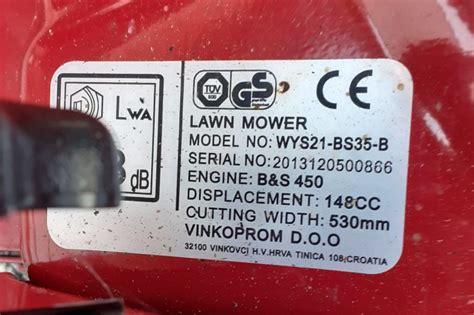 LWA
dB
TÜV
GS
CE
LAWN MOWER
MODEL NO: WYS21-BS35-B
SERIAL NO:2013120500866
ENGINE: B&S 450
DISPLACEMENT: 148CC
CUTTING WIDTH: 530mm
VINKOPROM D.O.O
32100 VINKOVCI H.V.HRVA TINICA 108,CROATIA